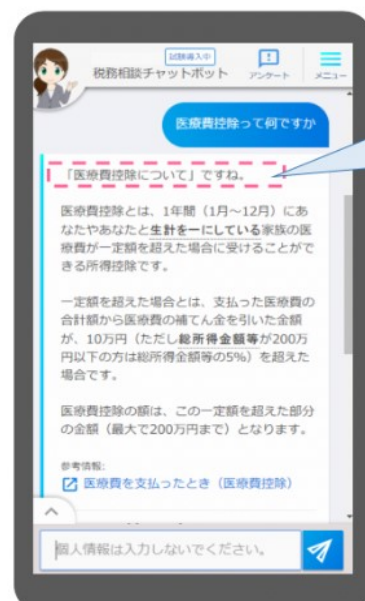 試験導入中
税務相談チャットボット
アンケート
メニュー
医療費控除って何ですか
「医療費控除について」ですね。
医療費控除とは、1年間（1月～12月）にあ
なたやあなたと生計を一にしている家族の医
療費が一定額を超えた場合に受けることがで
きる所得控除です。
一定額を超えた場合とは、支払った医療費の
合計額から医療費の補てん金を引いた金額
が、10万円（ただし総所得金額等が200万
円以下の方は総所得金額等の5%）を超えた
場合です。
医療費控除の額は、この一定額を超えた部分
の金額（最大で200万円まで）となります。
参考情報:
医療費を支払ったとき（医療費控除）
個人情報は入力しないでください。